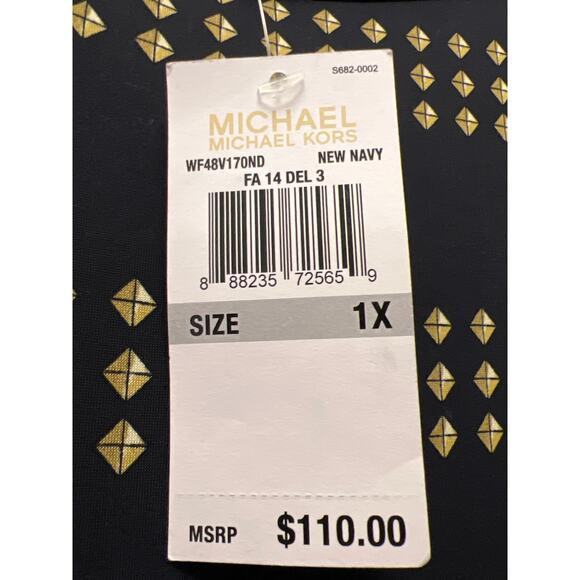 S682-0002
MICHAEL
MICHAEL KORS
WF48V170ND NEW NAVY
FA 14 DEL 3
8 88235 72565 9
SIZE 1X
MSRP $110.00